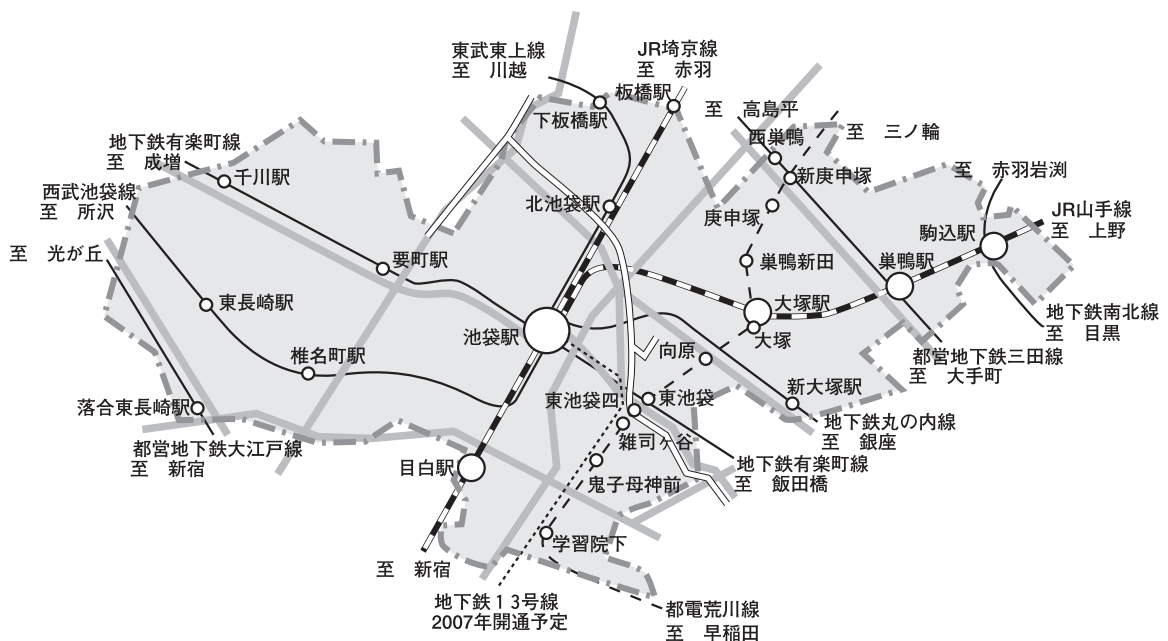 東武東上線
至　川越
JR埼京線
至　赤羽
板橋駅
下板橋駅
至　高島平
西巣鴨
至　三ノ輪
地下鉄有楽町線
至　成増
千川駅
新庚申塚
至　赤羽岩渕
西武池袋線
至　所沢
北池袋駅
庚申塚
JR山手線
至　上野
駒込駅
至　光が丘
要町駅
巣鴨新田
巣鴨駅
東長崎駅
大塚駅
地下鉄南北線
至　目黒
池袋駅
大塚
椎名町駅
向原
都営地下鉄三田線
至　大手町
新大塚駅
落合東長崎駅
東池袋四
東池袋
地下鉄丸の内線
至　銀座
都営地下鉄大江戸線
至　新宿
雑司ヶ谷
目白駅
地下鉄有楽町線
至　飯田橋
鬼子母神前
学習院下
至　新宿
地下鉄１３号線
2007年開通予定
都電荒川線
至　早稲田